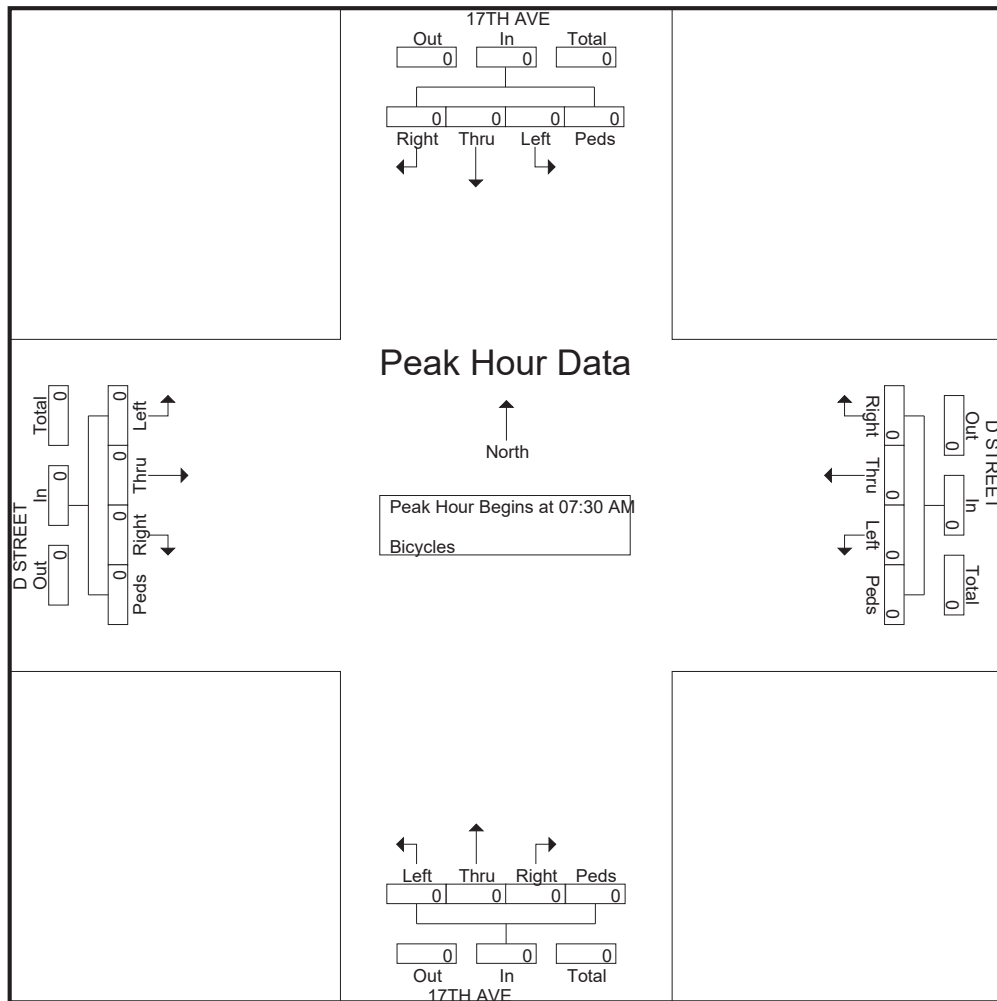 17TH AVE
Out In Total
0 0 0
0 0 0 0
Right Thru Left Peds
Peak Hour Data
North
Peak Hour Begins at 07:30 AM
Bicycles
D STREET
Out In Total
0 0 0
0 0 0 0
Peds Right Thru Left
D STREET
Out In Total
0 0 0
0 0 0 0
Right Thru Left Peds
Left Thru Right Peds
0 0 0 0
0 0 0
Out In Total
17TH AVE